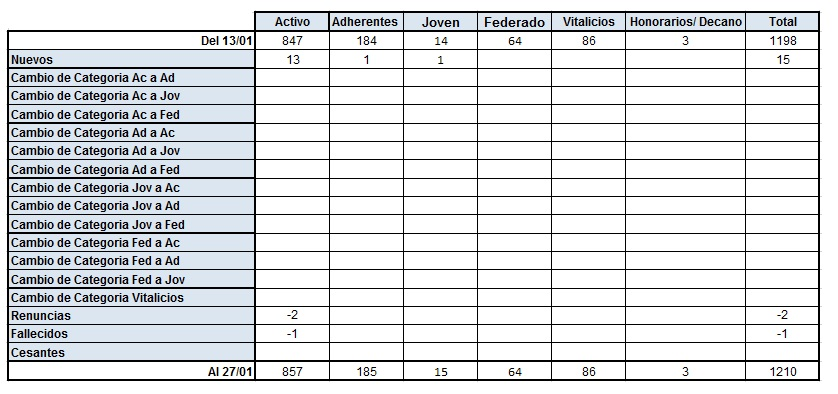 Activo Adherentes Joven Federado Vitalicios Honorarios/ Decano Total
Del 13/01 847 184 14 64 86 3 1198
Nuevos 13 1 1 15
Cambio de Categoria Ac a Ad
Cambio de Categoria Ac a Jov
Cambio de Categoria Ac a Fed
Cambio de Categoria Ad a Ac
Cambio de Categoria Ad a Jov
Cambio de Categoria Ad a Fed
Cambio de Categoria Jov a Ac
Cambio de Categoria Jov a Ad
Cambio de Categoria Jov a Fed
Cambio de Categoria Fed a Ac
Cambio de Categoria Fed a Ad
Cambio de Categoria Fed a Jov
Cambio de Categoria Vitalicios
Renuncias -2 -2
Fallecidos -1 -1
Cesantes
Al 27/01 857 185 15 64 86 3 1210